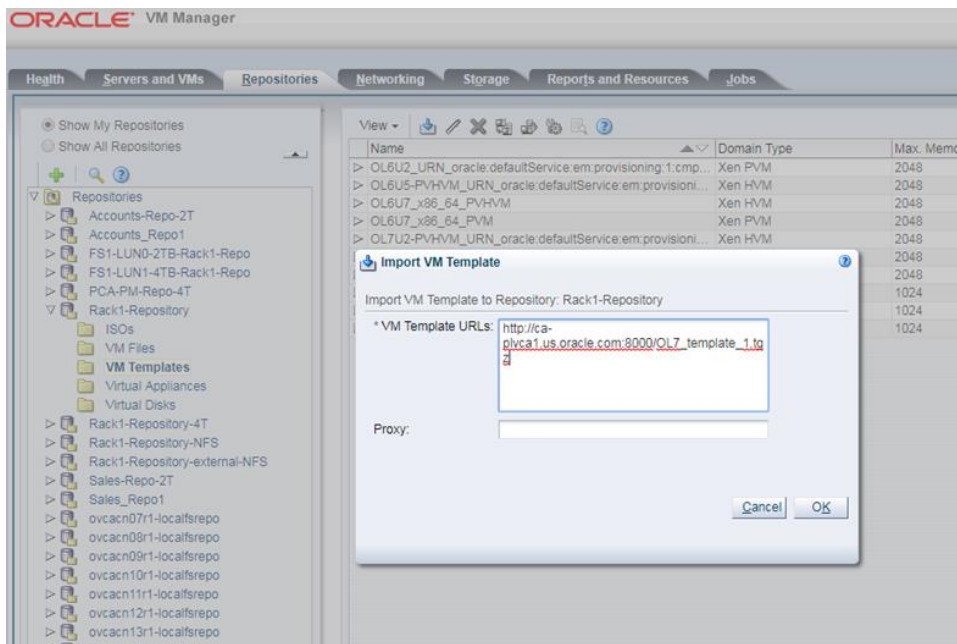 ORACLE® VM Manager
Health Servers and VMs Repositories Networking Storage Reports and Resources Jobs
Show My Repositories
Show All Repositories
Repositories
Accounts-Repo-2T
Accounts_Repo1
FS1-LUN0-2TB-Rack1-Repo
FS1-LUN1-4TB-Rack1-Repo
PCA-PM-Repo-4T
Rack1-Repository
ISOs
VM Files
VM Templates
Virtual Appliances
Virtual Disks
Rack1-Repository-4T
Rack1-Repository-NFS
Rack1-Repository-external-NFS
Sales-Repo-2T
Sales_Repo1
ovcacn07r1-localfsrepo
ovcacn08r1-localfsrepo
ovcacn09r1-localfsrepo
ovcacn10r1-localfsrepo
ovcacn11r1-localfsrepo
ovcacn12r1-localfsrepo
ovcacn13r1-localfsrepo
View
Name Domain Type Max. Memo
OL6U2_URN_oracle:defaultService:em:provisioning:1:cmp... Xen PVM 2048
OL6U5-PVHVM_URN_oracle:defaultService:em:provisioni... Xen HVM 2048
OL6U7_x86_64_PVHVM Xen HVM 2048
OL6U7_x86_64_PVM Xen PVM 2048
OL7U2-PVHVM_URN_oracle:defaultService:em:provisioni... Xen HVM 2048
2048
2048
1024
1024
1024
Import VM Template
Import VM Template to Repository: Rack1-Repository
* VM Template URLs: http://ca-
plvca1.us.oracle.com:8000/OL7_template_1.tg
z
Proxy:
Cancel OK